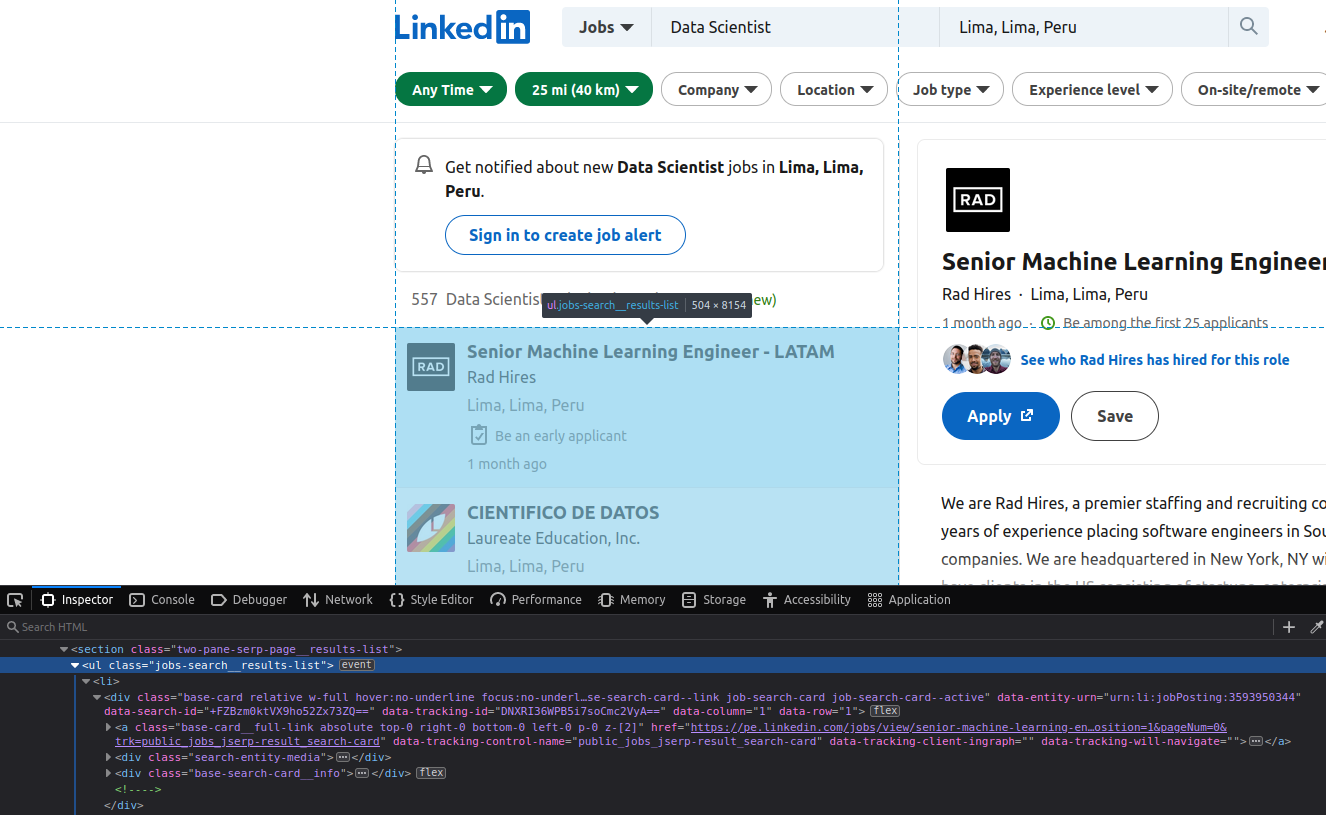 Linkedin
Jobs
Data Scientist
Lima, Lima, Peru
Any Time
25 mi (40 km)
Company
Location
Job type
Experience level
On-site/remote
Get notified about new Data Scientist jobs in Lima, Lima,
Peru.
Sign in to create job alert
557 Data Scientist
ew)
ul.jobs-search__results-list 504 × 8154
Senior Machine Learning Engineer - LATAM
RAD
Rad Hires
Lima, Lima, Peru
Be an early applicant
1 month ago
CIENTIFICO DE DATOS
Laureate Education, Inc.
Lima, Lima, Peru
RAD
Senior Machine Learning Engineer
Rad Hires · Lima, Lima, Peru
1 month ago · Be among the first 25 applicants
See who Rad Hires has hired for this role
Apply
Save
We are Rad Hires, a premier staffing and recruiting co
years of experience placing software engineers in Sou
companies. We are headquartered in New York, NY wi
Inspector
Console
Debugger
Network
Style Editor
Performance
Memory
Storage
Accessibility
Application
Search HTML
<section class="two-pane-serp-page__results-list">
<ul class="jobs-search__results-list"> event
<li>
<div class="base-card relative w-full hover:no-underline focus:no-underl…se-search-card--link job-search-card job-search-card--active" data-entity-urn="urn:li:jobPosting:3593950344"
data-search-id="+FZBzm0ktVX9ho52Zx73ZQ==" data-tracking-id="DNXRI36WPB5i7soCmc2VyA==" data-column="1" data-row="1"> flex
<a class="base-card__full-link absolute top-0 right-0 bottom-0 left-0 p-0 z-[2]" href="https://pe.linkedin.com/jobs/view/senior-machine-learning-en…osition=1&pageNum=0&
trk=public_jobs_jserp-result_search-card" data-tracking-control-name="public_jobs_jserp-result_search-card" data-tracking-client-ingraph="" data-tracking-will-navigate="">…</a>
<div class="search-entity-media">…</div>
<div class="base-search-card__info">…</div> flex
<!---->
</div>